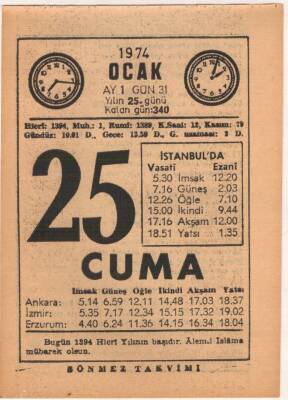 1974
OCAK
AY 1 GÜN 31
Yılın 25. günü
Kalan gün: 340
Hicrî: 1394, Muh.: 1, Rumî: 1389, K.Sani: 12, Kasım: 79
Gündüz: 10.01 D., Gece: 13.59 D., G. uzaması: 2 D.
25
İSTANBUL'DA
Vasatî Ezanî
5.30 İmsak 12.20
7.16 Güneş 2,03
12.26 Öğle 7.10
15.00 İkindi 9.44
17.16 Akşam 12.00
18.51 Yatsı 1.35
CUMA
İmsak Güneş Öğle İkindi Akşam Yatsı
Ankara: 5.14 6.59 12,11 14,48 17,03 18.37
İzmir: 5.35 7.17 12.34 15.15 17.32 19.02
Erzurum: 4.40 6.24 11.36 14.15 16.34 18.04
Bugün 1394 Hicrî Yılının başıdır. Âlemi İslâma
mübarek olsun.
SÖNMEZ TAKVİMİ